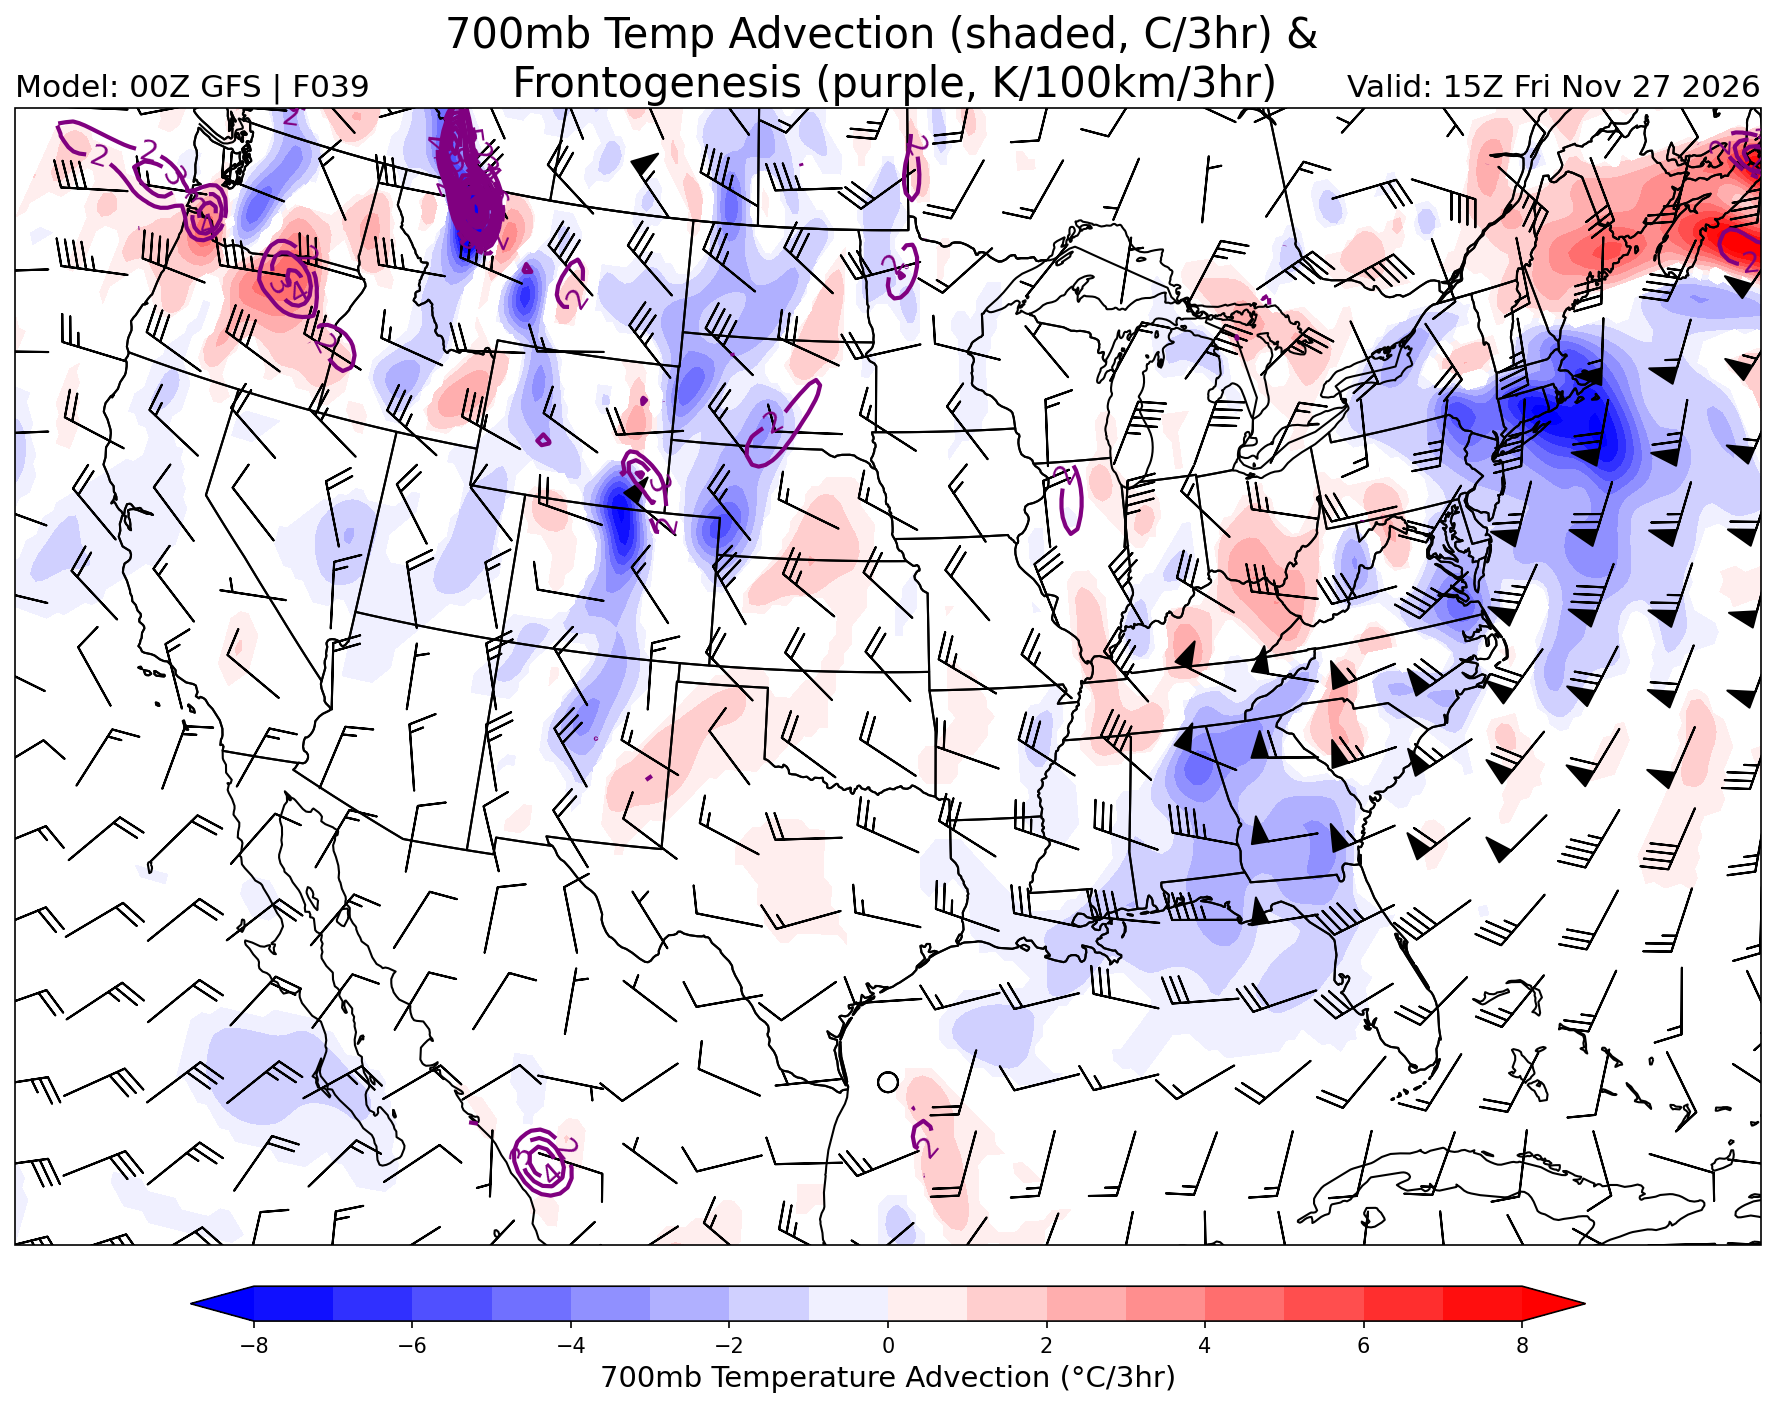 700mb Temp Advection (shaded, C/3hr) &
Model: 00Z GFS | F039
Frontogenesis (purple, K/100km/3hr)
Valid: 15Z Fri Nov 27 2026
−8
−6
−4
−2
0
2
4
6
8
700mb Temperature Advection (°C/3hr)